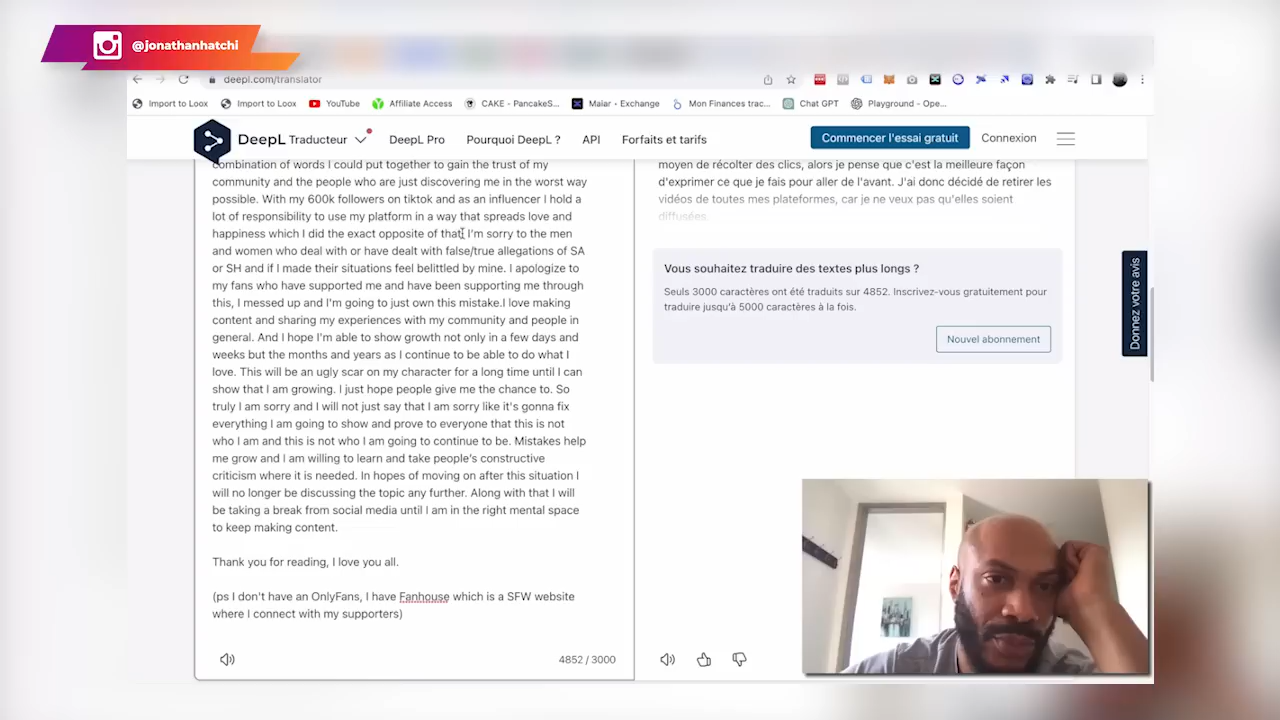 @jonathanhatchi
deepl.com/translator
Import to Loox
Import to Loox
YouTube
Affiliate Access
CAKE - PancakeS...
Maiar • Exchange
Mon Finances trac...
Chat GPT
Playground - Ope...
DeepL Traducteur
DeepL Pro
Pourquoi DeepL ?
API
Forfaits et tarifs
Commencer l'essai gratuit
Connexion
combination of words I could put together to gain the trust of my
community and the people who are just discovering me in the worst way
possible. With my 600k followers on tiktok and as an influencer I hold a
lot of responsibility to use my platform in a way that spreads love and
happiness which I did the exact opposite of that. I'm sorry to the men
and women who deal with or have dealt with false/true allegations of SA
or SH and if I made their situations feel belittled by mine. I apologize to
my fans who have supported me and have been supporting me through
this, I messed up and I'm going to just own this mistake.I love making
content and sharing my experiences with my community and people in
general. And I hope I'm able to show growth not only in a few days and
weeks but the months and years as I continue to be able to do what I
love. This will be an ugly scar on my character for a long time until I can
show that I am growing. I just hope people give me the chance to. So
truly I am sorry and I will not just say that I am sorry like it's gonna fix
everything I am going to show and prove to everyone that this is not
who I am and this is not who I am going to continue to be. Mistakes help
me grow and I am willing to learn and take people's constructive
criticism where it is needed. In hopes of moving on after this situation I
will no longer be discussing the topic any further. Along with that I will
be taking a break from social media until I am in the right mental space
to keep making content.
Thank you for reading, I love you all.
(ps I don't have an OnlyFans, I have Fanhouse which is a SFW website
where I connect with my supporters)
4852 / 3000
moyen de récolter des clics, alors je pense que c'est la meilleure façon
d'exprimer ce que je fais pour aller de l'avant. J'ai donc décidé de retirer les
vidéos de toutes mes plateformes, car je ne veux pas qu'elles soient
diffusées.
Vous souhaitez traduire des textes plus longs ?
Seuls 3000 caractères ont été traduits sur 4852. Inscrivez-vous gratuitement pour
traduire jusqu'à 5000 caractères à la fois.
Nouvel abonnement
Donnez votre avis